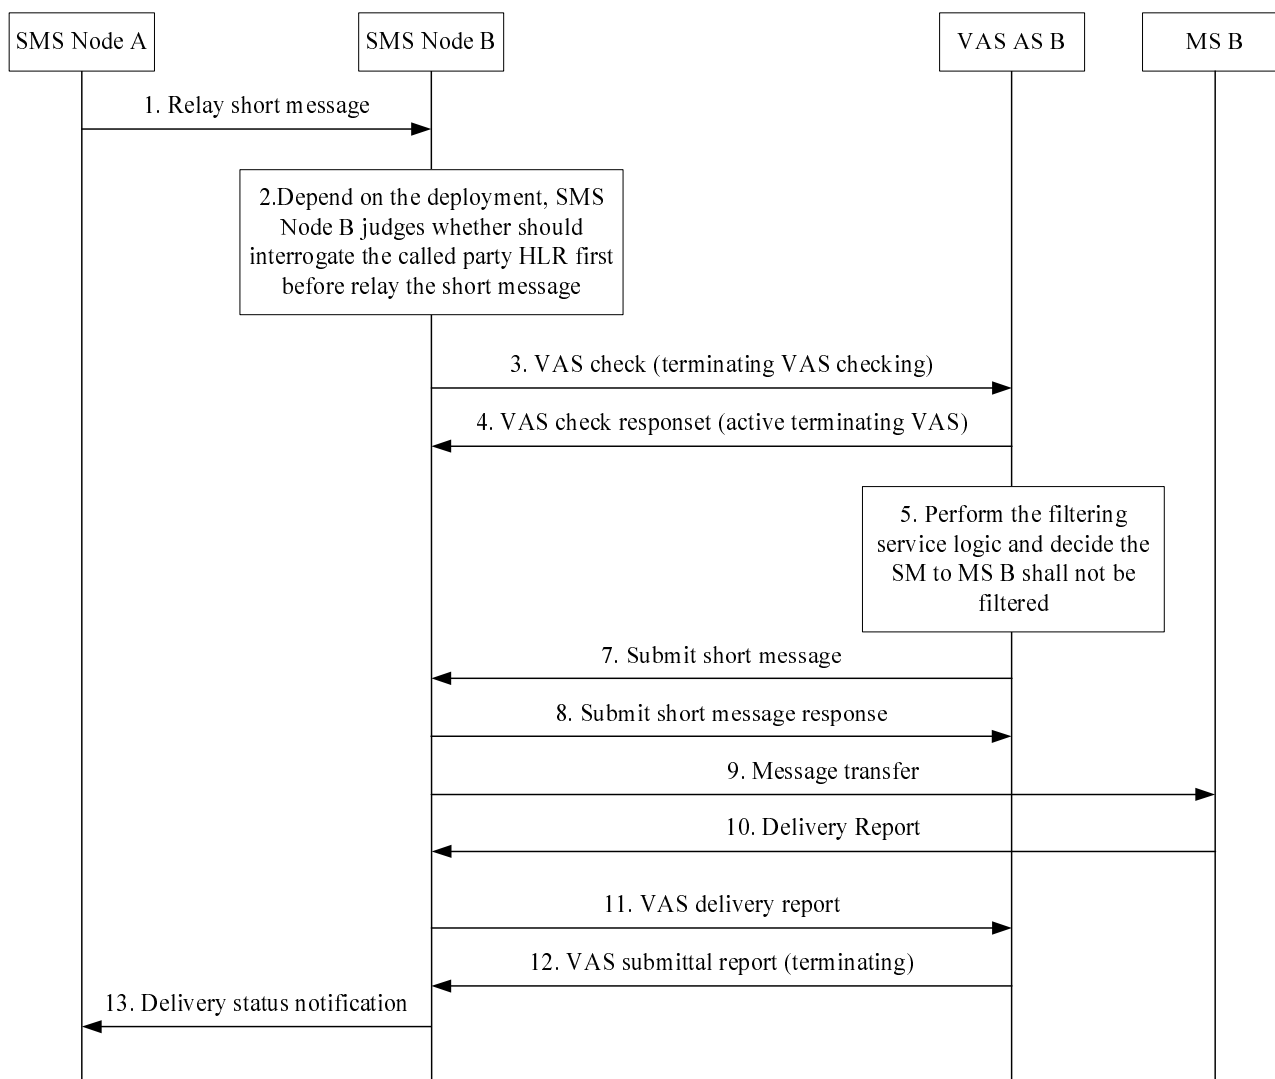 SMS Node A
SMS Node B
VAS AS B
MS B
1. Relay short message
2.Depend on the deployment, SMS
Node B judges whether should
interrogate the called party HLR first
before relay the short message
3. VAS check (terminating VAS checking)
4. VAS check responset (active terminating VAS)
5. Perform the filtering
service logic and decide the
SM to MS B shall not be
filtered
7. Submit short message
8. Submit short message response
9. Message transfer
10. Delivery Report
11. VAS delivery report
12. VAS submittal report (terminating)
13. Delivery status notification